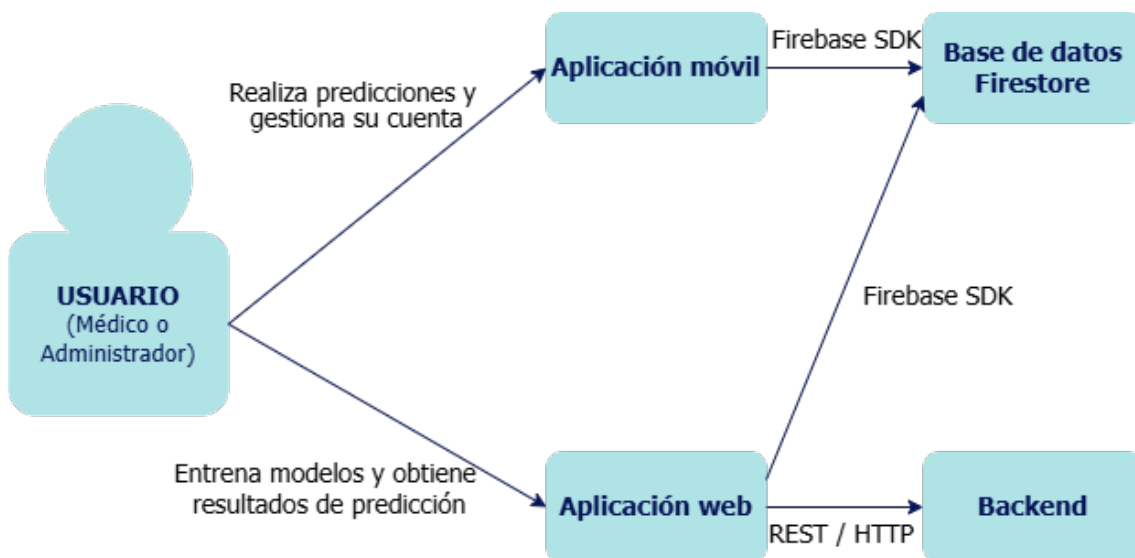 Firebase SDK
Aplicación móvil
Base de datos
Firestore
Realiza predicciones y
gestiona su cuenta
USUARIO
(Médico o
Administrador)
Firebase SDK
Entrena modelos y obtiene
resultados de predicción
Aplicación web
REST / HTTP
Backend